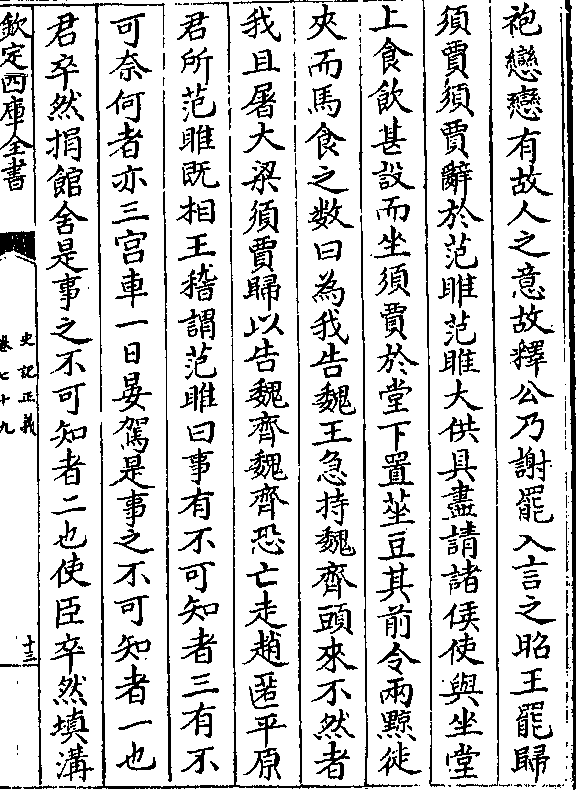 袍戀戀有故人之意故釋公乃謝罷入言之昭王罷歸
須賈須賈辭於范睢范睢大供具盡請諸侯使與坐堂
上食飲甚設而坐須賈於堂下置莝豆其前令兩黥徒
夾而馬食之數曰為我告魏王急持魏齊頭來不然者
我且屠大梁須賈歸以告魏齊魏齊恐亡走趙匿平原
君所范睢既相王稽謂范睢曰事有不可知者三有不
可奈何者亦三宮車一日晏駕是事之不可知者一也
君卒然捐館舍是事之不可知者二也使臣卒然填溝
欽定四庫全書
史記正義
卷七十九
十三